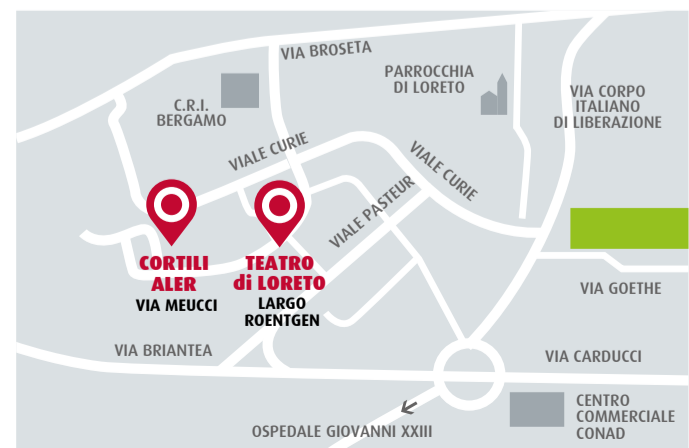 VIA BROSETA
PARROCCHIA
DI LORETO
VIA CORPO
ITALIANO
DI LIBERAZIONE
C.R.I.
BERGAMO
VIALE CURIE
VIALE CURIE
VIALE PASTEUR
CORTILI
ALER
VIA MEUCCI
TEATRO
di LORETO
LARGO
ROENTGEN
VIA GOETHE
VIA BRIANTEA
VIA CARDUCCI
CENTRO
COMMERCIALE
CONAD
OSPEDALE GIOVANNI XXIII